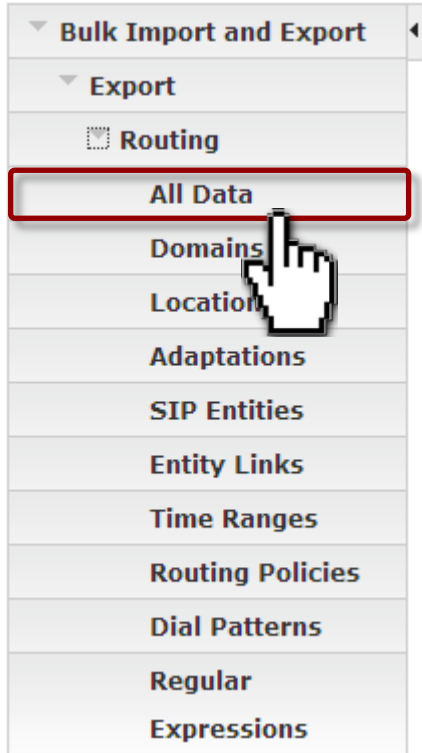 Bulk Import and Export
Export
Routing
All Data
Domains
Location
Adaptations
SIP Entities
Entity Links
Time Ranges
Routing Policies
Dial Patterns
Regular
Expressions